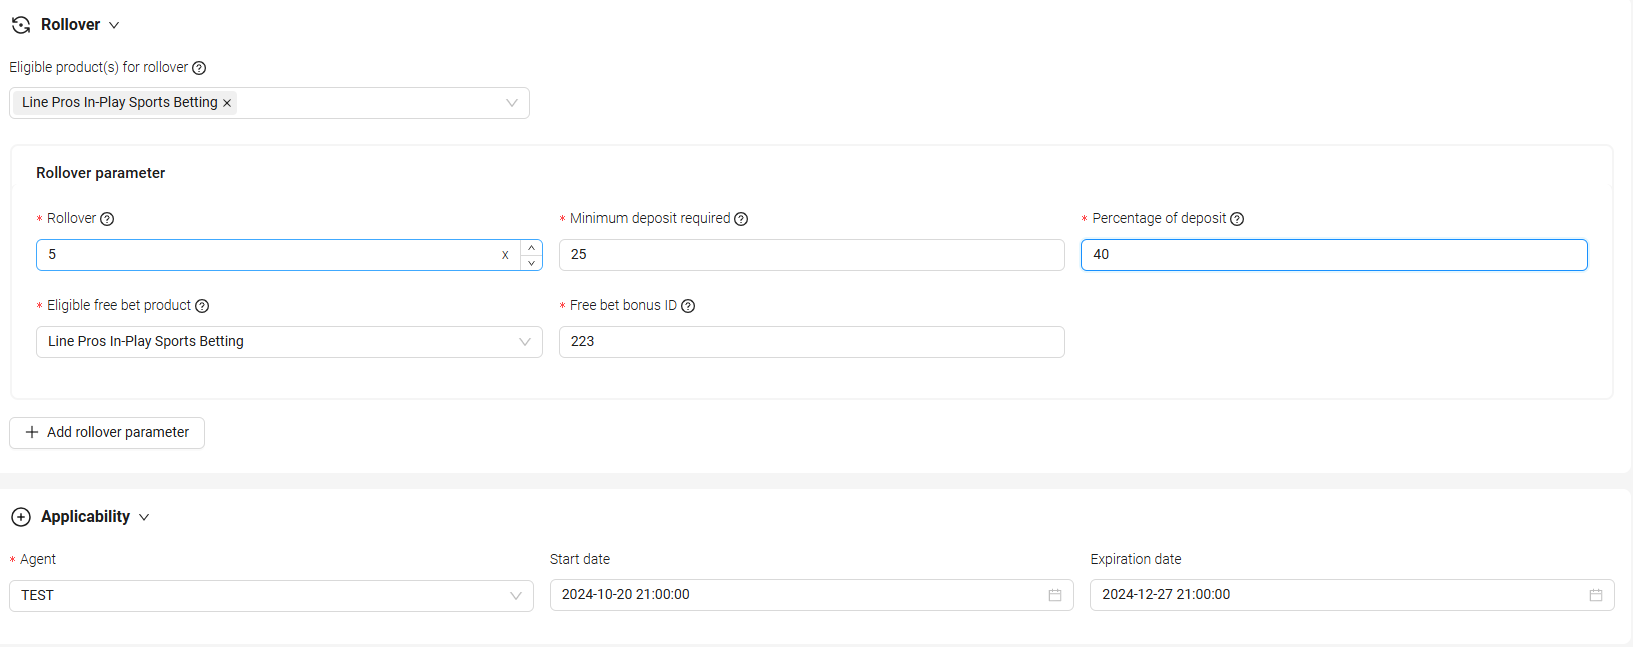 Rollover
Eligible product(s) for rollover
Line Pros In-Play Sports Betting
Rollover parameter
* Rollover
* Minimum deposit required
* Percentage of deposit
5 x
25
40
* Eligible free bet product
* Free bet bonus ID
Line Pros In-Play Sports Betting
223
+ Add rollover parameter
Applicability
* Agent
Start date
Expiration date
TEST
2024-10-20 21:00:00
2024-12-27 21:00:00